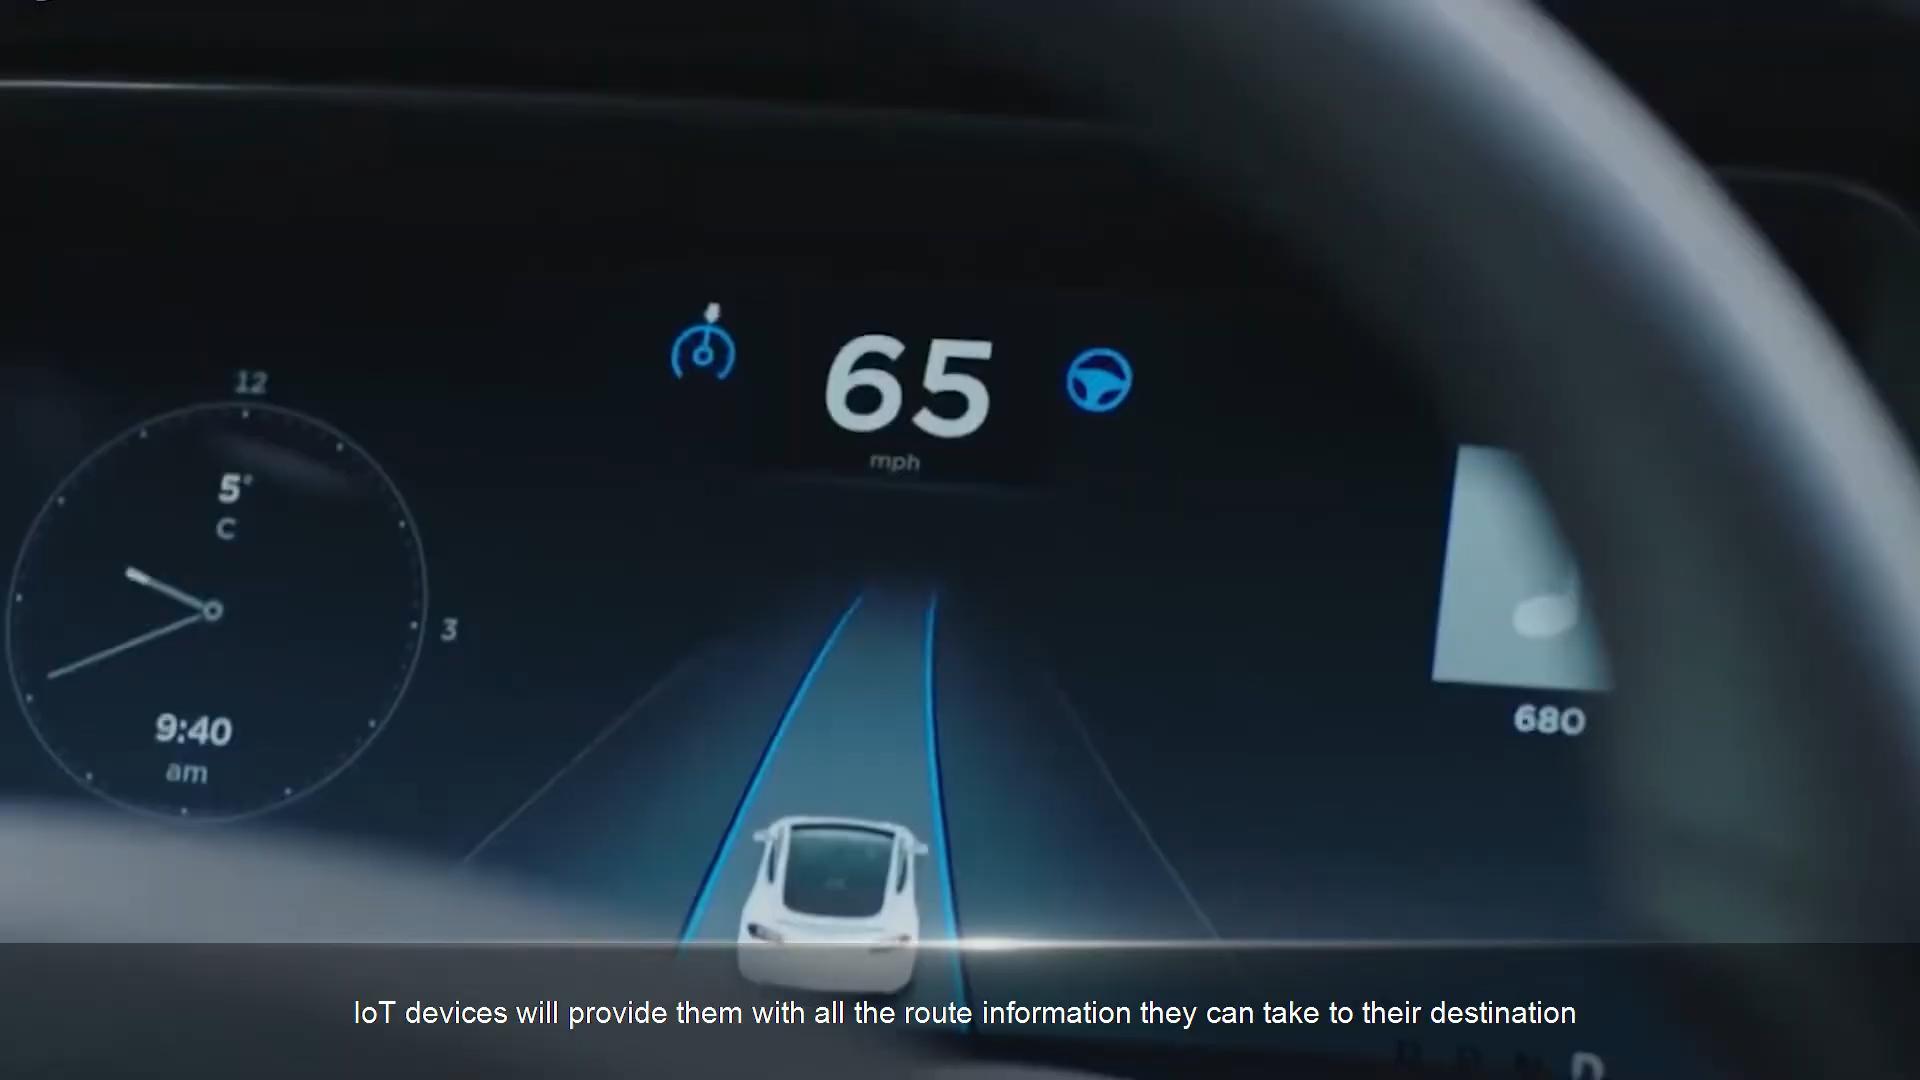 65
mph
12
5°
C
3
9:40
am
680
IoT devices will provide them with all the route information they can take to their destination
D